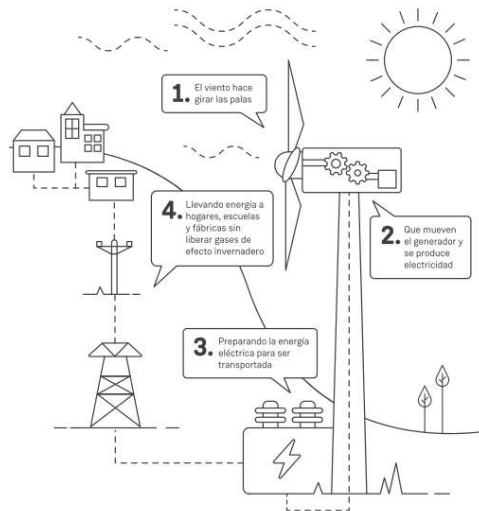 1. El viento hace
girar las palas
2. Que mueven
el generador y
se produce
electricidad
3. Preparando la energía
eléctrica para ser
transportada
4. Llevando energía a
hogares, escuelas
y fábricas sin
liberar gases de
efecto invernadero